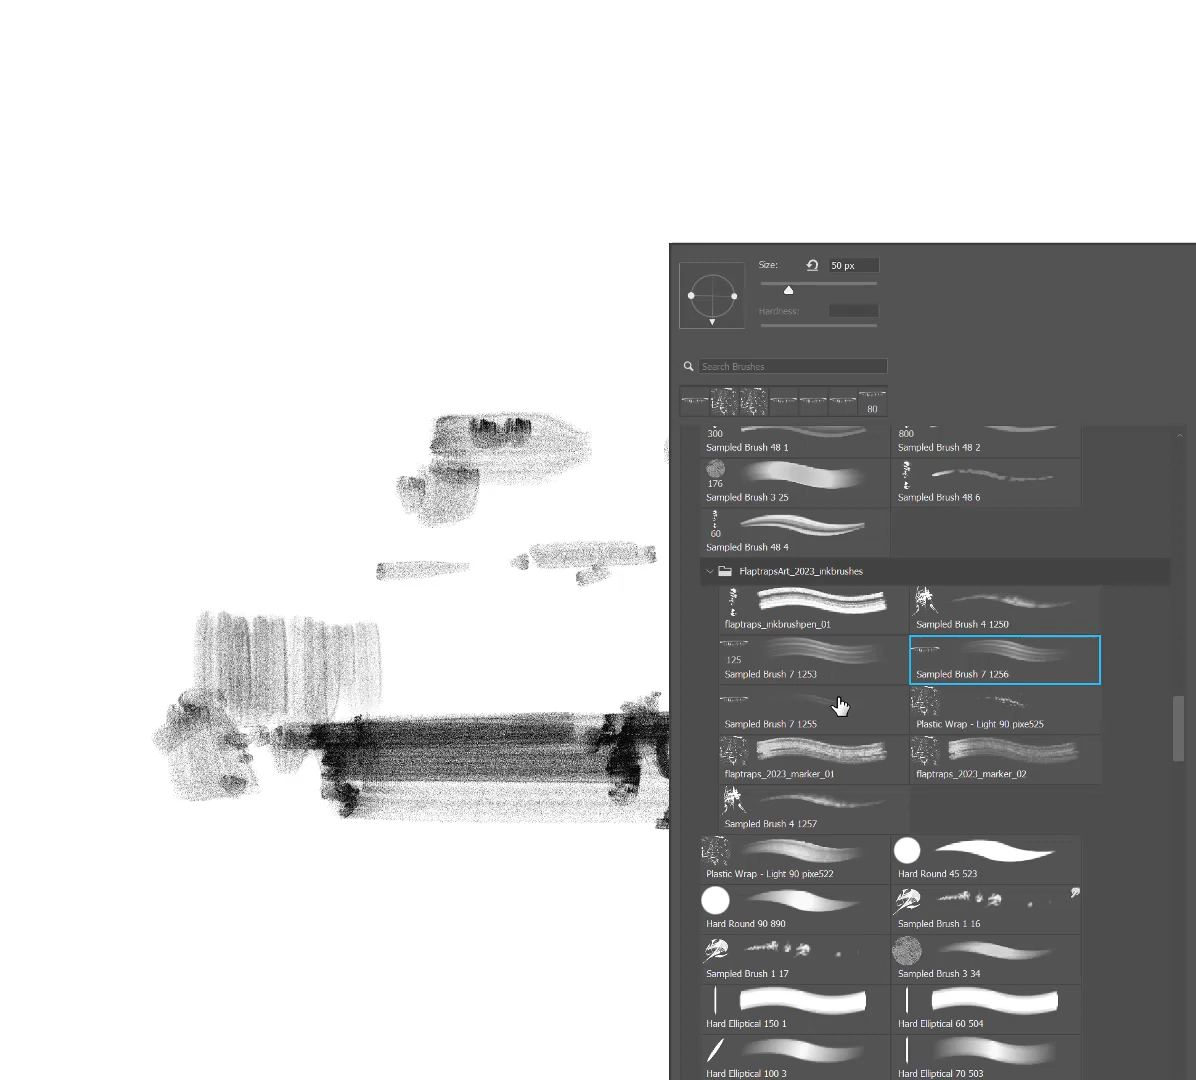 Size: 50 px
Hardness:
Search Brushes
80
300 800
Sampled Brush 48 1 Sampled Brush 48 2
176
Sampled Brush 3 25 Sampled Brush 48 6
60
Sampled Brush 48 4
FlaptrapsArt_2023_inkbrushes
flaptraps_inkbrushpen_01 Sampled Brush 4 1250
125
Sampled Brush 7 1253 Sampled Brush 7 1256
Sampled Brush 7 1255 Plastic Wrap - Light 90 pixe525
flaptraps_2023_marker_01 flaptraps_2023_marker_02
Sampled Brush 4 1257
Plastic Wrap - Light 90 pixe522 Hard Round 45 523
Hard Round 90 890 Sampled Brush 1 16
Sampled Brush 1 17 Sampled Brush 3 34
Hard Elliptical 150 1 Hard Elliptical 60 504
Hard Elliptical 100 3 Hard Elliptical 70 503